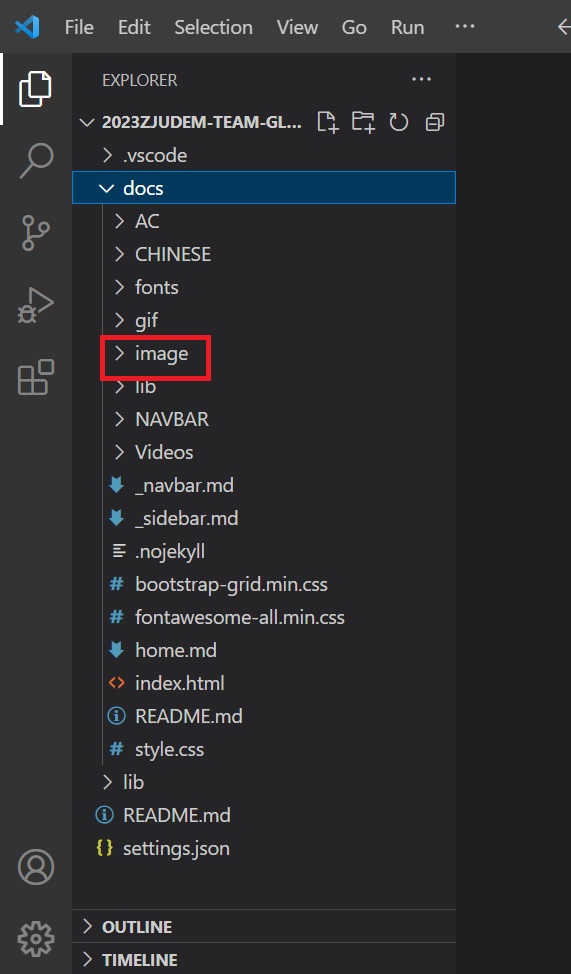 File Edit Selection View Go Run ...
EXPLORER ...
2023ZJUDEM-TEAM-GL...
.vscode
docs
AC
CHINESE
fonts
gif
image
lib
NAVBAR
Videos
_navbar.md
_sidebar.md
.nojekyll
# bootstrap-grid.min.css
# fontawesome-all.min.css
home.md
<> index.html
README.md
# style.css
lib
README.md
{} settings.json
OUTLINE
TIMELINE